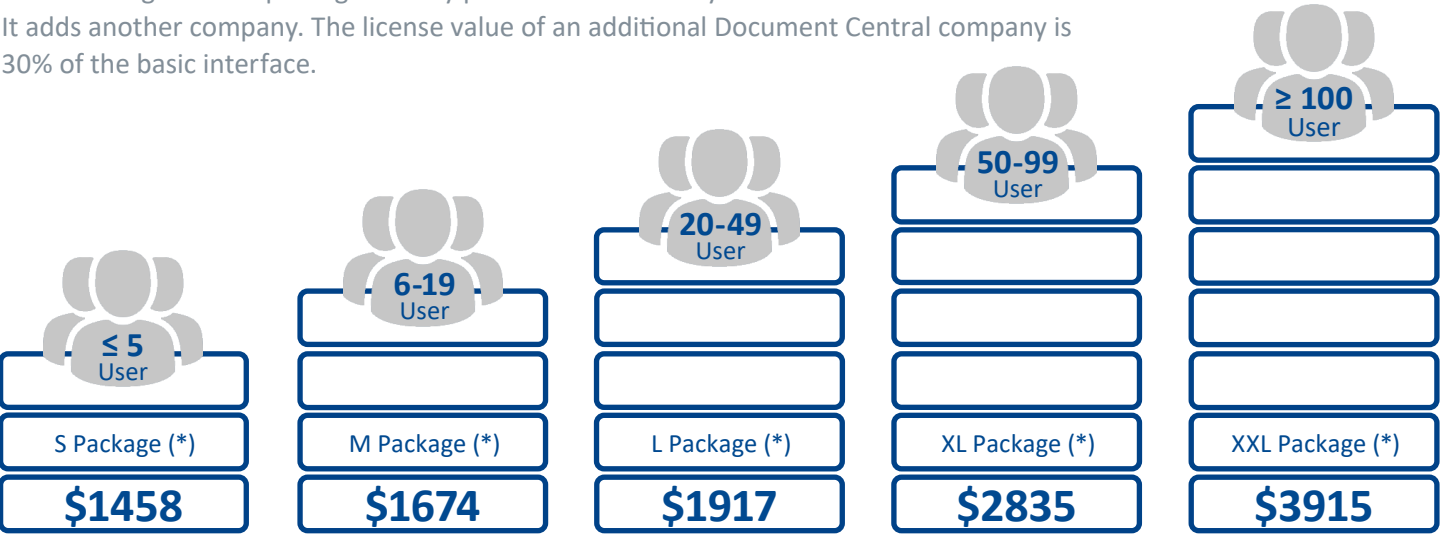 It adds another company. The license value of an additional Document Central company is
30% of the basic interface.
≥ 100
User
50-99
User
20-49
User
6-19
User
≤ 5
User
S Package (*)
M Package (*)
L Package (*)
XL Package (*)
XXL Package (*)
$1458
$1674
$1917
$2835
$3915